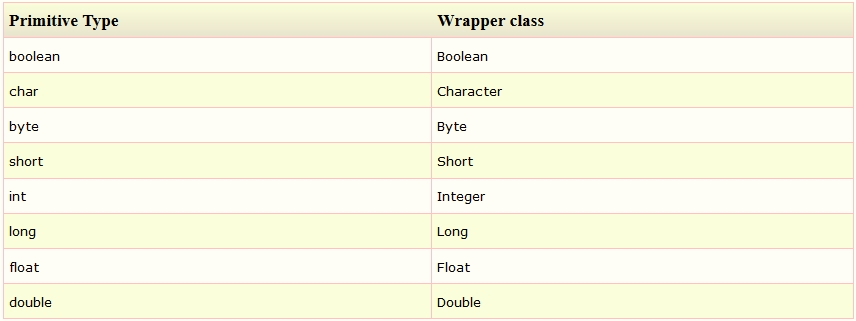 Primitive Type Wrapper class
boolean Boolean
char Character
byte Byte
short Short
int Integer
long Long
float Float
double Double